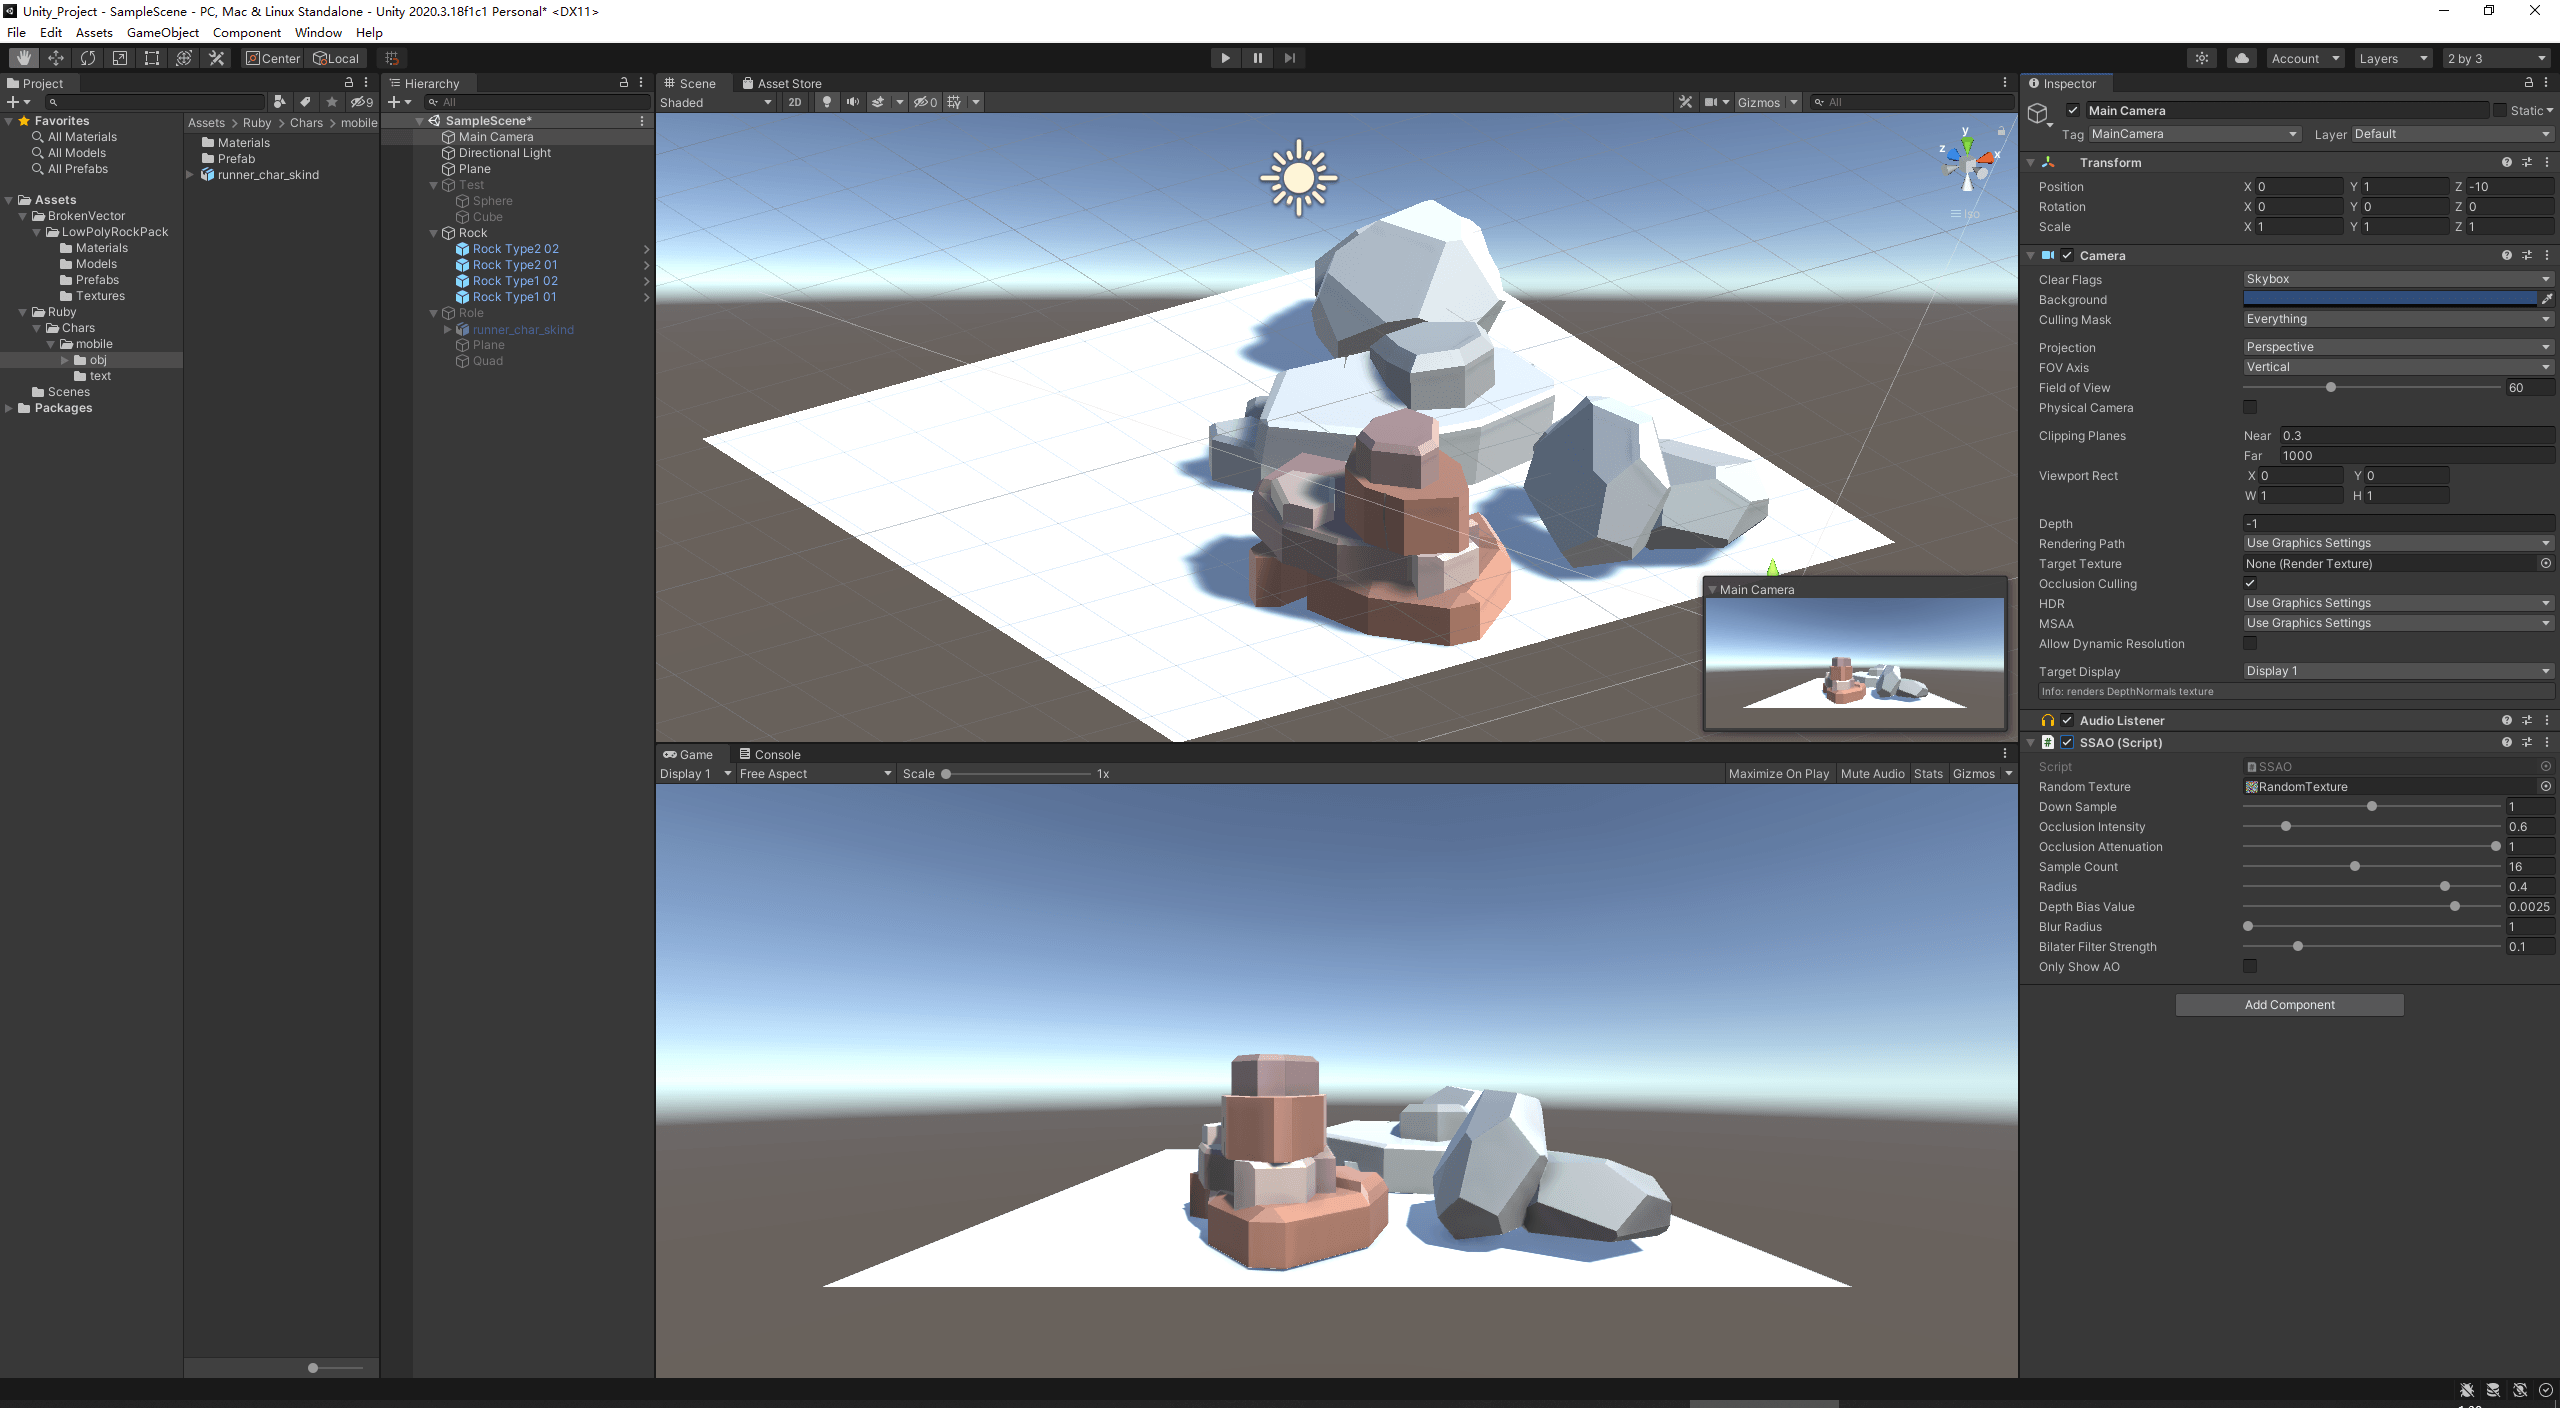 Unity_Project - SampleScene - PC, Mac & Linux Standalone - Unity 2020.3.18f1c1 Personal* <DX11>
File Edit Assets GameObject Component Window Help
Center Local
Account Layers 2 by 3
Project
9
Favorites
All Materials
All Models
All Prefabs
Assets
BrokenVector
LowPolyRockPack
Materials
Models
Prefabs
Textures
Ruby
Chars
mobile
obj
text
Scenes
Packages
Assets > Ruby > Chars > mobile
Materials
Prefab
runner_char_skind
Hierarchy
All
SampleScene*
Main Camera
Directional Light
Plane
Test
Sphere
Cube
Rock
Rock Type2 02
Rock Type2 01
Rock Type1 02
Rock Type1 01
Role
runner_char_skind
Plane
Quad
Scene Asset Store
Shaded 2D 0 Gizmos All
y
z
x
Iso
Main Camera
Game Console
Display 1 Free Aspect Scale 1x Maximize On Play Mute Audio Stats Gizmos
Inspector
Main Camera Static
Tag MainCamera Layer Default
Transform
Position X 0 Y 1 Z -10
Rotation X 0 Y 0 Z 0
Scale X 1 Y 1 Z 1
Camera
Clear Flags Skybox
Background
Culling Mask Everything
Projection Perspective
FOV Axis Vertical
Field of View 60
Physical Camera
Clipping Planes Near 0.3
Far 1000
Viewport Rect X 0 Y 0
W 1 H 1
Depth -1
Rendering Path Use Graphics Settings
Target Texture None (Render Texture)
Occlusion Culling
HDR Use Graphics Settings
MSAA Use Graphics Settings
Allow Dynamic Resolution
Target Display Display 1
Info: renders DepthNormals texture
Audio Listener
# SSAO (Script)
Script SSAO
Random Texture RandomTexture
Down Sample 1
Occlusion Intensity 0.6
Occlusion Attenuation 1
Sample Count 16
Radius 0.4
Depth Bias Value 0.0025
Blur Radius 1
Bilater Filter Strength 0.1
Only Show AO
Add Component